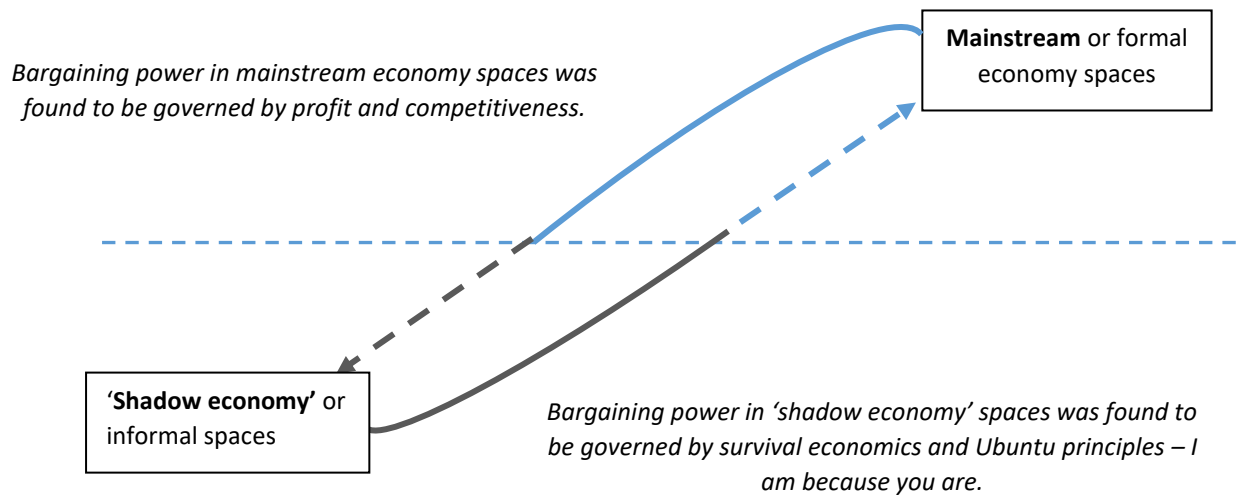 Bargaining power in mainstream economy spaces was
found to be governed by profit and competitiveness.
Mainstream or formal
economy spaces
‘Shadow economy’ or
informal spaces
Bargaining power in ‘shadow economy’ spaces was found to
be governed by survival economics and Ubuntu principles – I
am because you are.